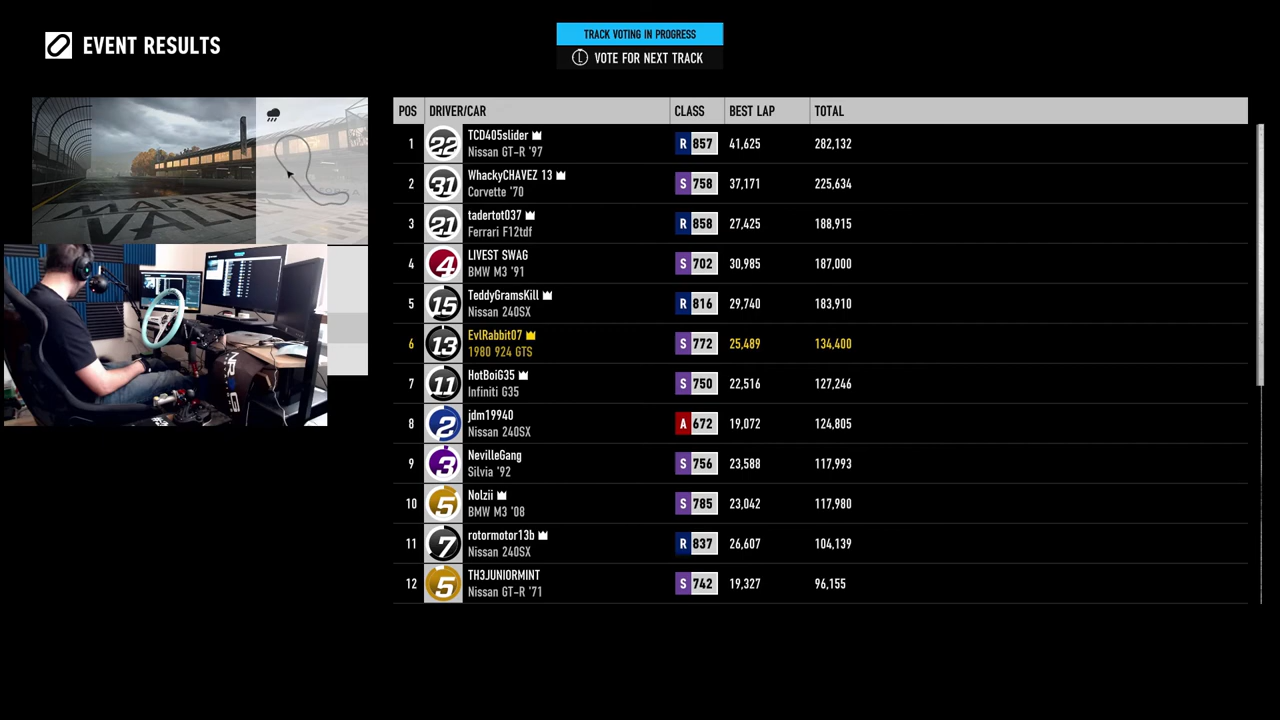 EVENT RESULTS
TRACK VOTING IN PROGRESS
L VOTE FOR NEXT TRACK
POS DRIVER/CAR CLASS BEST LAP TOTAL
1 22 TCD405slider R 857 41,625 282,132
Nissan GT-R '97
2 31 WhackyCHAVEZ 13 S 758 37,171 225,634
Corvette '70
3 21 tadertot037 R 858 27,425 188,915
Ferrari F12tdf
4 4 LIVEST SWAG S 702 30,985 187,000
BMW M3 '91
5 15 TeddyGramsKill R 816 29,740 183,910
Nissan 240SX
6 13 EvlRabbit07 S 772 25,489 134,400
1980 924 GTS
7 11 HotBoiG35 S 750 22,516 127,246
Infiniti G35
8 2 jdm19940 A 672 19,072 124,805
Nissan 240SX
9 3 NevilleGang S 756 23,588 117,993
Silvia '92
10 5 Nolzii S 785 23,042 117,980
BMW M3 '08
11 7 rotormotor13b R 837 26,607 104,139
Nissan 240SX
12 5 TH3JUNIORMINT S 742 19,327 96,155
Nissan GT-R '71
NRG